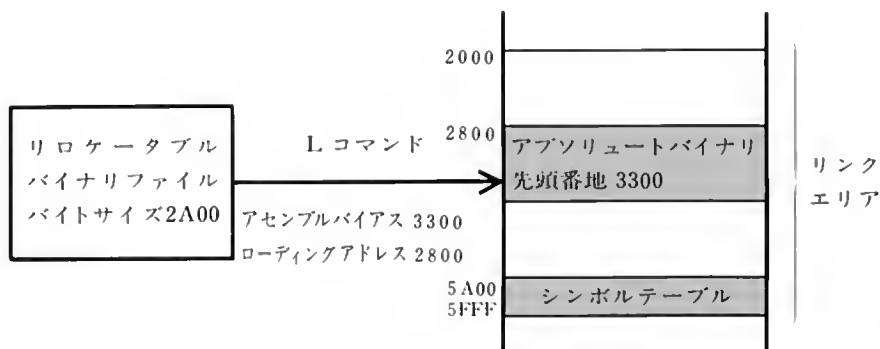 リロケータブル
バイナリファイル
バイトサイズ2A00
Lコマンド
アセンブルバイアス 3300
ローディングアドレス 2800
2000
2800
アブソリュートバイナリ
先頭番地 3300
5A00
5FFF
シンボルテーブル
リンク
エリア